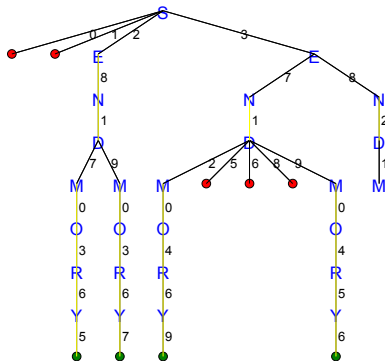 S
0 1 2 3
E E
8 7 8
N N N
1 1 2
D D D
7 9 2 5 6 8 9 1
M M M M M
0 0 0 0
O O O O
3 3 4 4
R R R R
6 6 6 5
Y Y Y Y
5 7 9 6